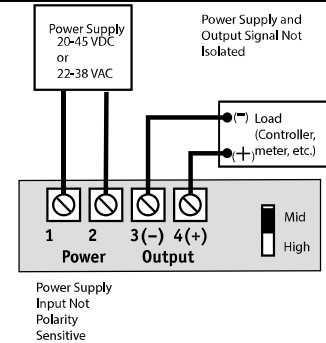 Power Supply
20-45 VDC
or
22-38 VAC
Power Supply and
Output Signal Not
Isolated
(-) Load
(Controller,
(+) meter, etc.)
Mid
High
1 2 3(-) 4(+)
Power Output
Power Supply
Input Not
Polarity
Sensitive